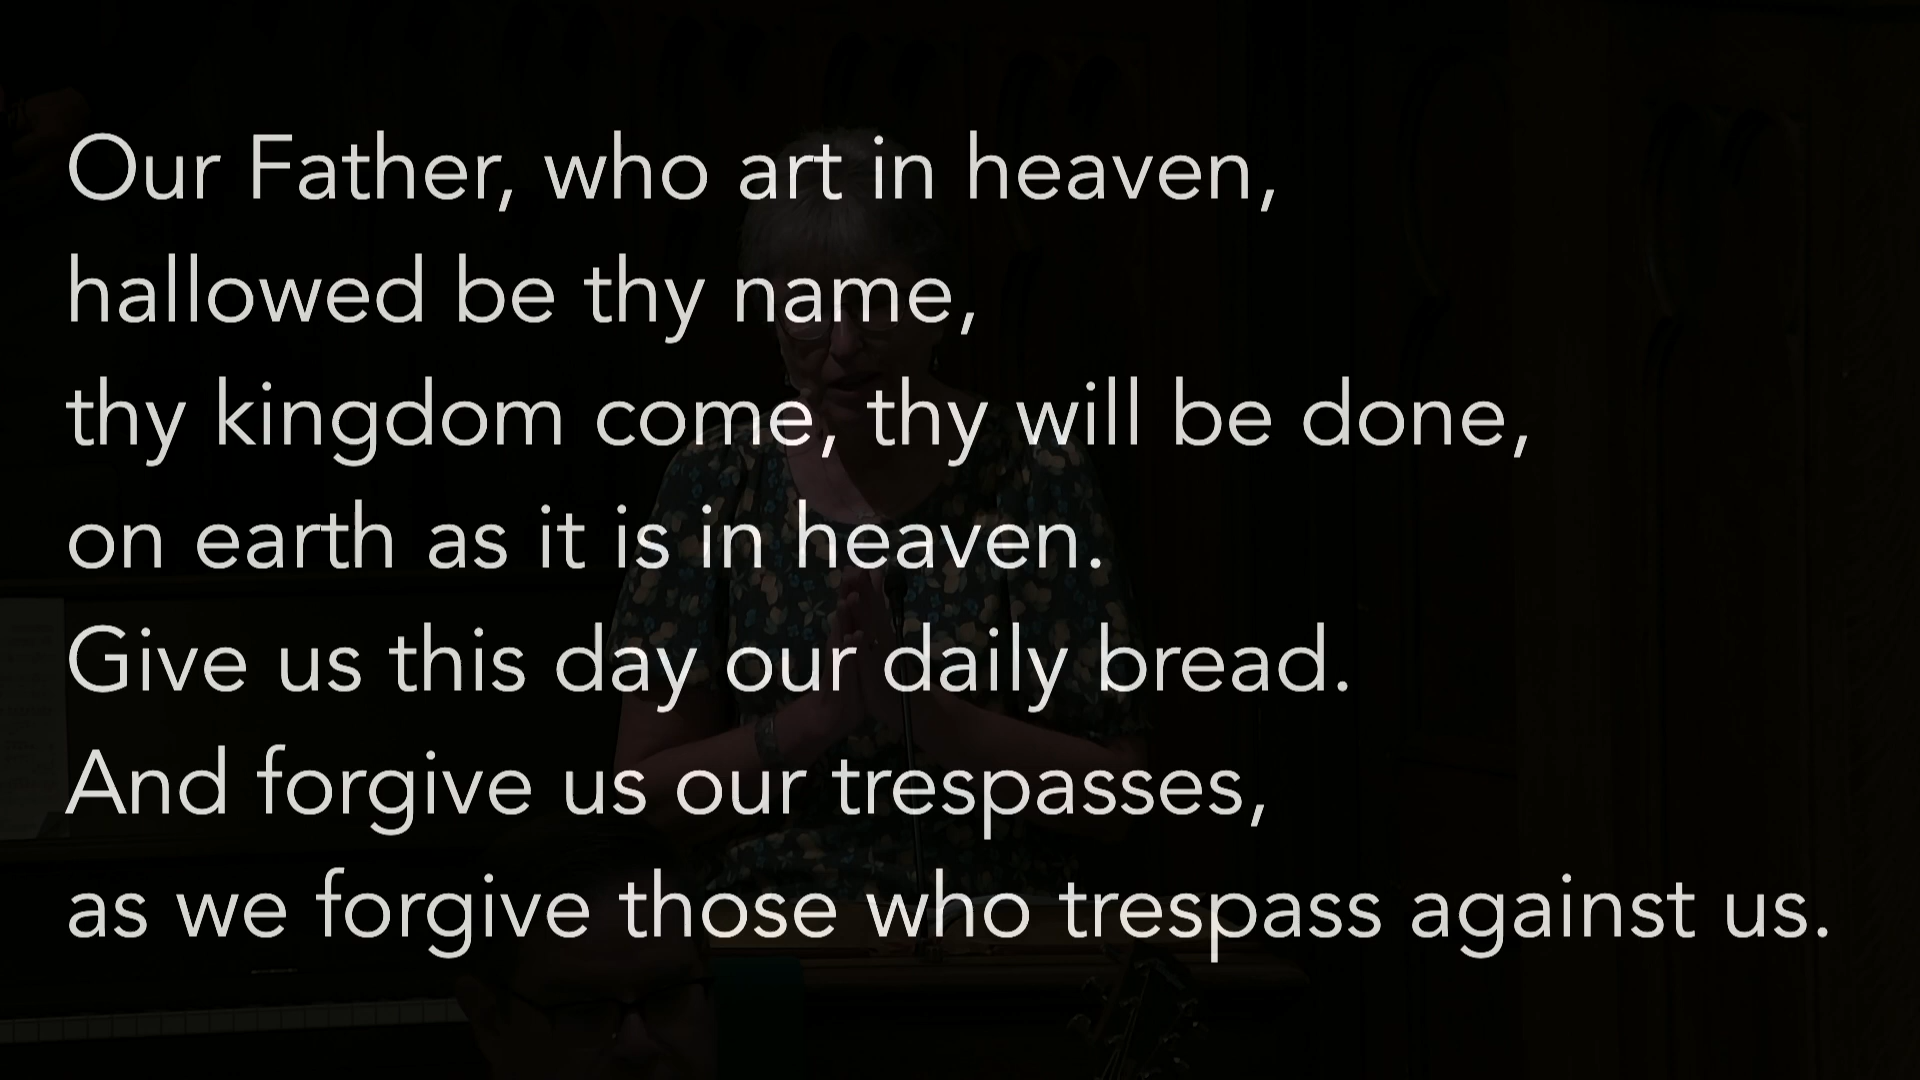 Our Father, who art in heaven,
hallowed be thy name,
thy kingdom come, thy will be done,
on earth as it is in heaven.
Give us this day our daily bread.
And forgive us our trespasses,
as we forgive those who trespass against us.